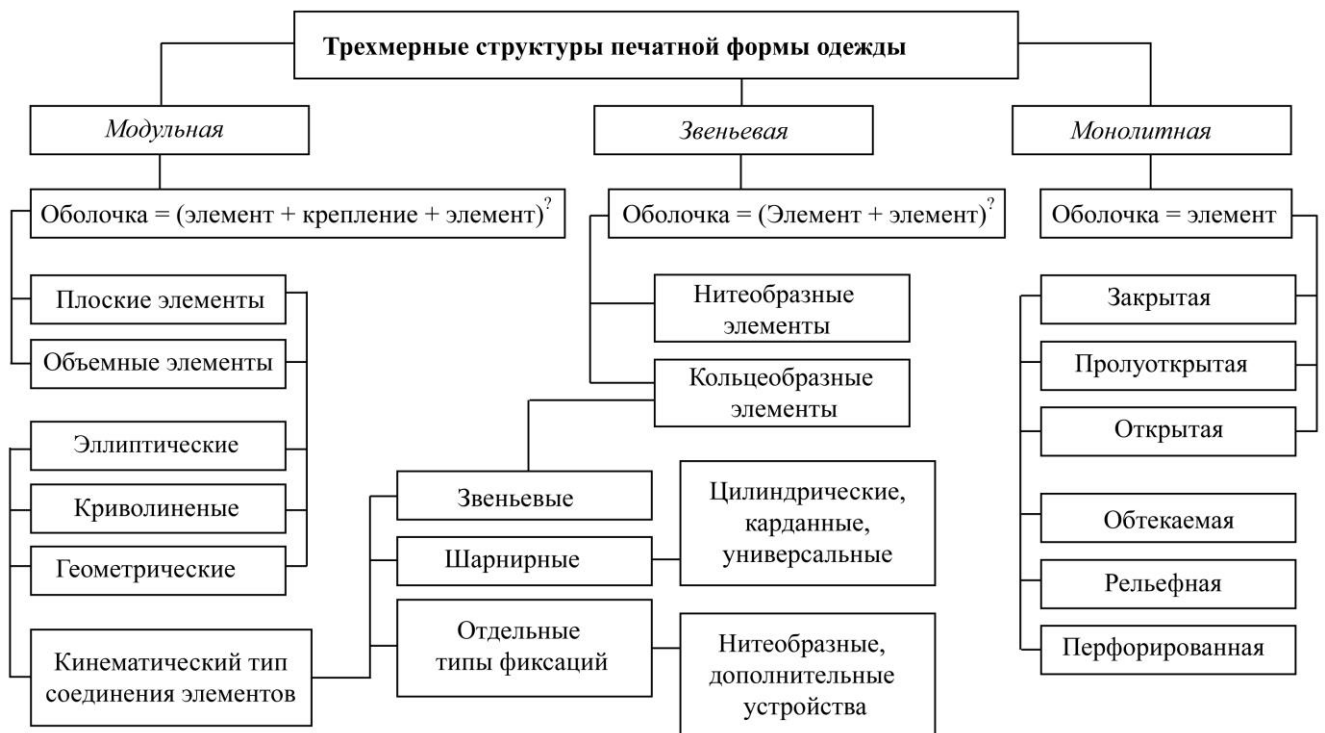 Трехмерные структуры печатной формы одежды
Модульная
Звеньевая
Монолитная
Оболочка = (элемент + крепление + элемент)?
Оболочка = (Элемент + элемент)?
Оболочка = элемент
Плоские элементы
Объемные элементы
Эллиптические
Криволиненые
Геометрические
Кинематический тип
соединения элементов
Нитеобразные
элементы
Кольцеобразные
элементы
Звеньевые
Шарнирные
Отдельные
типы фиксаций
Цилиндрические,
карданные,
универсальные
Нитеобразные,
дополнительные
устройства
Закрытая
Пролуоткрытая
Открытая
Обтекаемая
Рельефная
Перфорированная